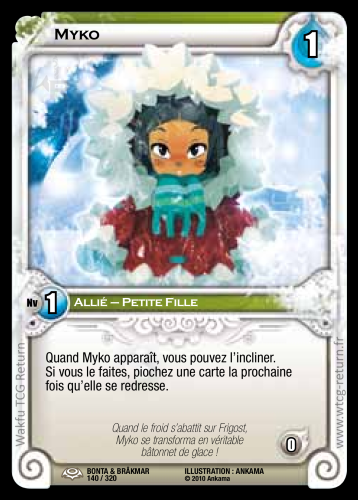 Myko
1
Nv 1 Allié – Petite Fille
Quand Myko apparaît, vous pouvez l'incliner.
Si vous le faites, piochez une carte la prochaine
fois qu'elle se redresse.
Quand le froid s'abattit sur Frigost,
Myko se transforma en véritable
bâtonnet de glace !
0
BONTA & BRÂKMAR
140 / 320
ILLUSTRATION : ANKAMA
© 2010 Ankama
Wakfu TCG Return
www.wtcg-return.fr